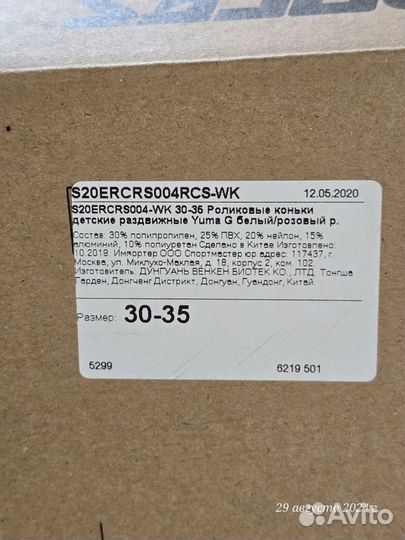 S20ERCRS004RCS-WK 12.05.2020
S20ERCRS004-WK 30-35 Роликовые коньки
детские раздвижные Yuma G белый/розовый р.
Состав: 30% полипропилен, 25% ПВХ, 20% нейлон, 15%
алюминий, 10% полиуретан Сделано в Китае Изготовлено:
10.2019. Импортер ООО Спортмастер юр.адрес: 117437, г.
Москва, ул. Миклухо-Маклая, д. 18, корпус 2, ком. 102.
Изготовитель: ДУНГУАНЬ ВЕНКЕН БИОТЕК КО., ЛТД. Тонгша
Гарден, Донгченг Дистрикт, Донгуан, Гуандонг, Китай.
Размер: 30-35
5299 6219 501
29 августа 2024 г.
Avito